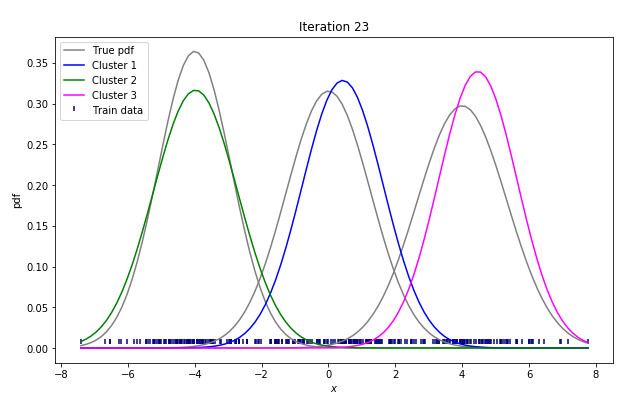 Iteration 23
True pdf
Cluster 1
Cluster 2
Cluster 3
Train data
pdf
0.35
0.30
0.25
0.20
0.15
0.10
0.05
0.00
−8 −6 −4 −2 0 2 4 6 8
x